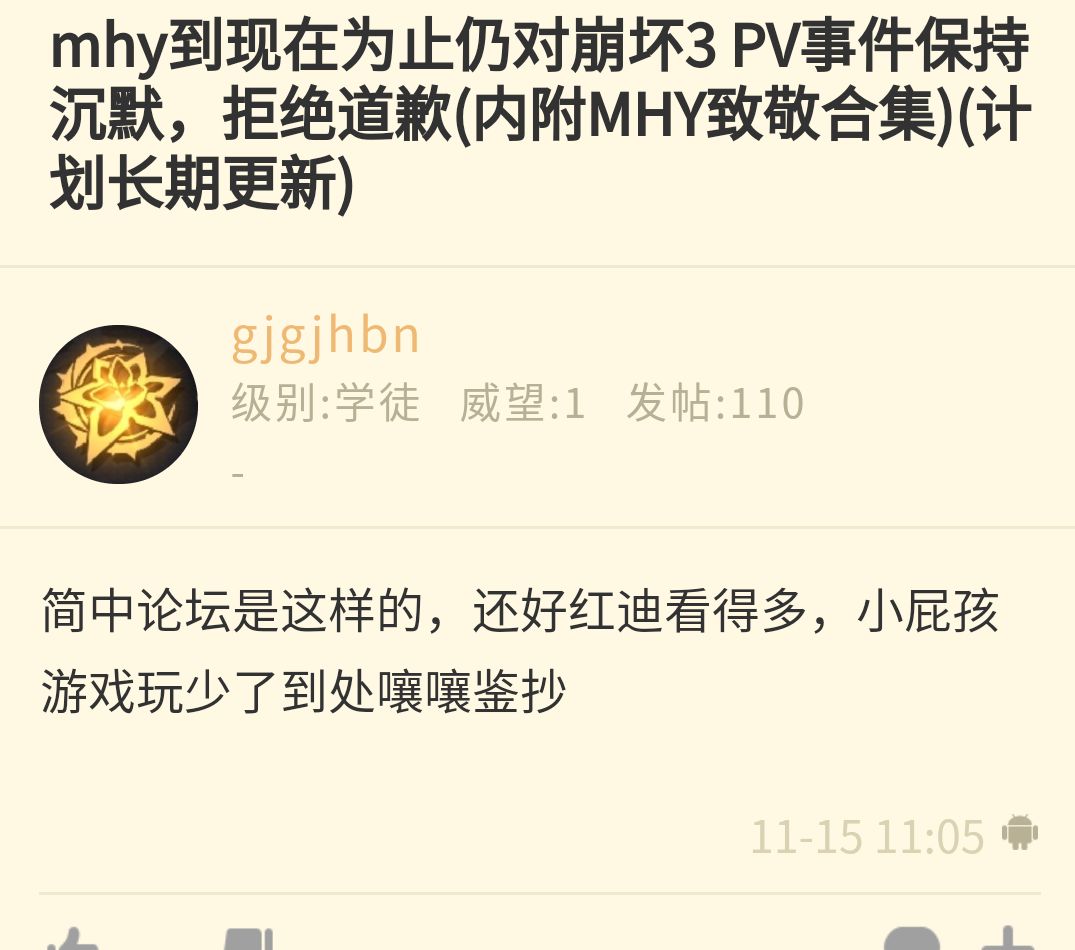 mhy到现在为止仍对崩坏3 PV事件保持
沉默，拒绝道歉(内附MHY致敬合集)(计
划长期更新)
gjgjhbn
级别:学徒 威望:1 发帖:110
-
简中论坛是这样的，还好红迪看得多，小屁孩
游戏玩少了到处嚷嚷鉴抄
11-15 11:05